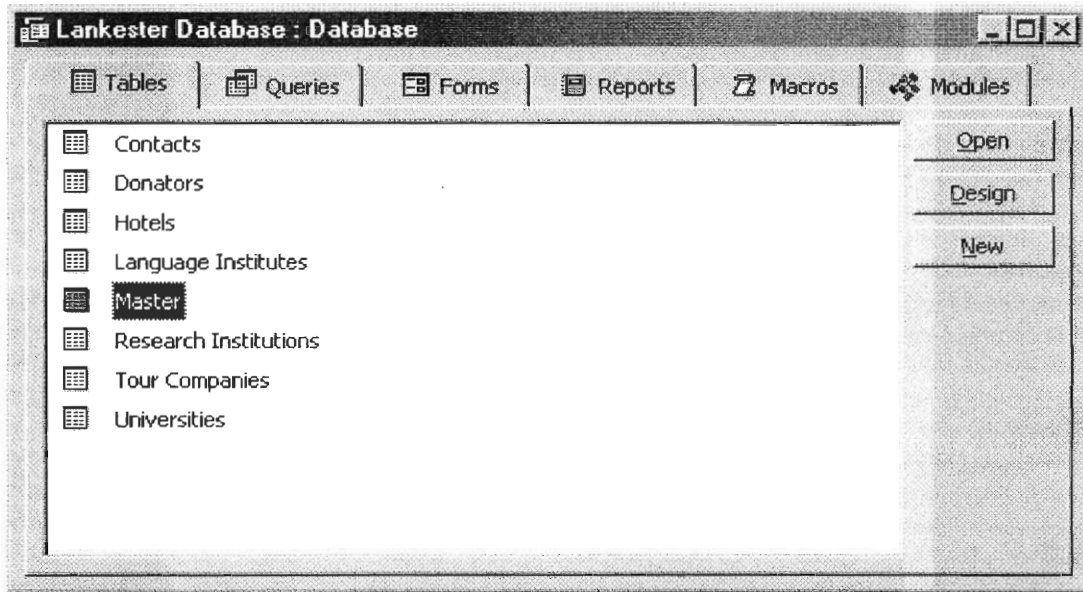 Lankester Database : Database
Tables Queries Forms Reports Macros Modules
Contacts
Donators
Hotels
Language Institutes
Master
Research Institutions
Tour Companies
Universities
Open
Design
New